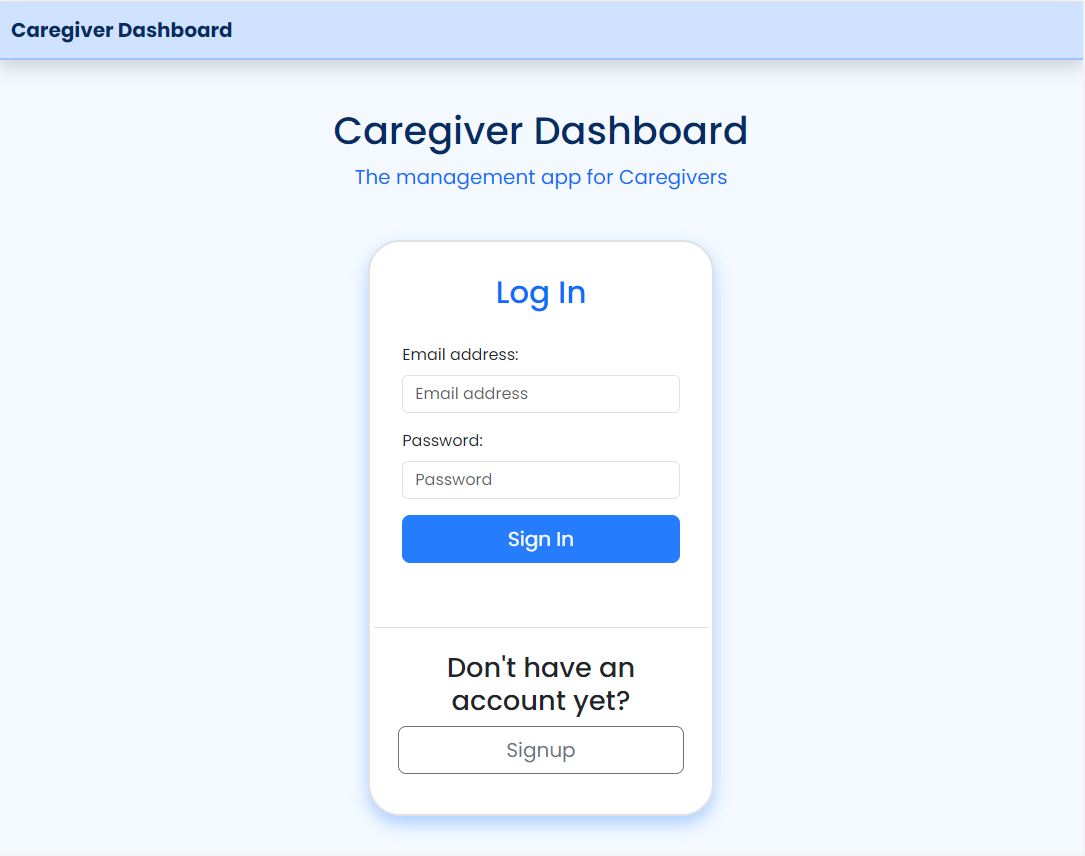 Caregiver Dashboard
Caregiver Dashboard
The management app for Caregivers
Log In
Email address:
Email address
Password:
Password
Sign In
Don't have an
account yet?
Signup